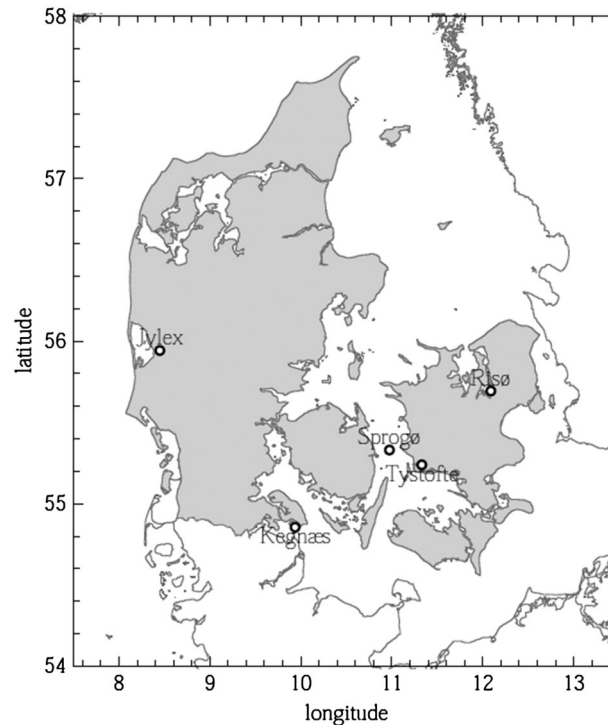 58
57
56
55
54
latitude
Jylex
Risø
Sprogø
Tystofte
Kegnæs
8 9 10 11 12 13
longitude